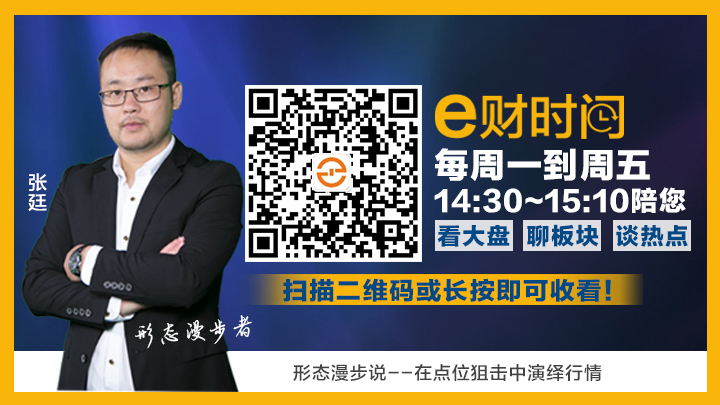 张廷
形态漫步者
e财时间
每周一到周五
14:30~15:10陪您
看大盘 聊板块 谈热点
扫描二维码或长按即可收看!
形态漫步说--在点位狙击中演绎行情